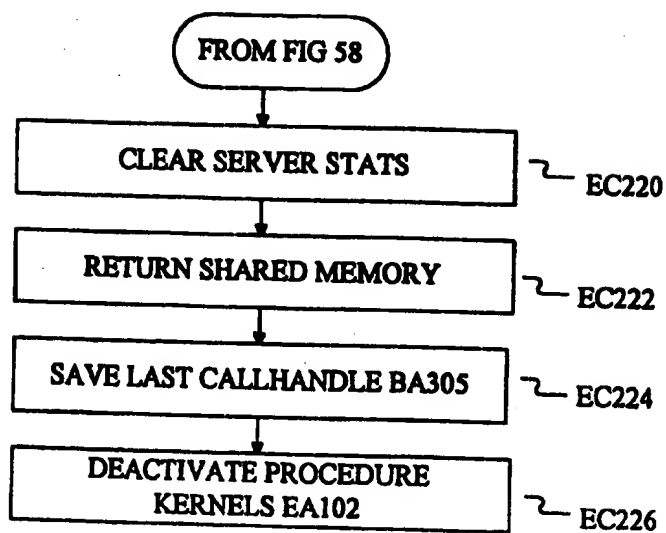 FROM FIG 58
CLEAR SERVER STATS
EC220
RETURN SHARED MEMORY
EC222
SAVE LAST CALLHANDLE BA305
EC224
DEACTIVATE PROCEDURE
KERNELS EA102
EC226